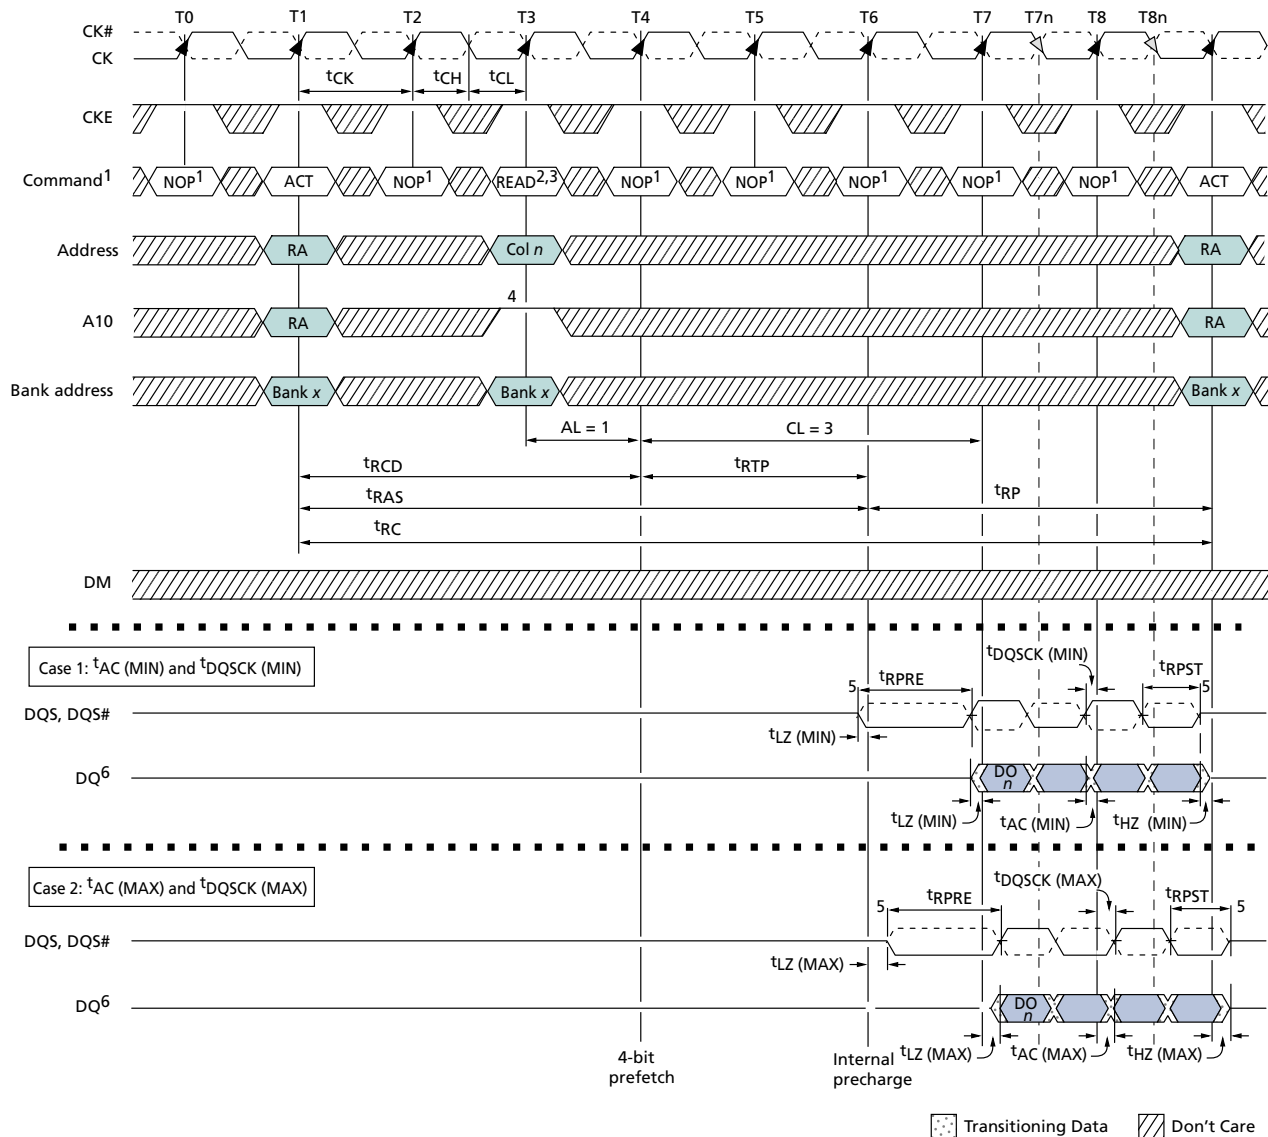 T0 T1 T2 T3 T4 T5 T6 T7 T7n T8 T8n
CK#
CK
tCK tCH tCL
CKE
Command1 NOP1 ACT NOP1 READ2,3 NOP1 NOP1 NOP1 NOP1 NOP1 ACT
Address RA Col n RA
4
A10 RA RA
Bank address Bank x Bank x Bank x
AL = 1 CL = 3
tRCD tRTP
tRAS tRP
tRC
DM
Case 1: tAC (MIN) and tDQSCK (MIN)
tDQSCK (MIN)
5 tRPRE tRPST 5
DQS, DQS#
tLZ (MIN)
DQ6 DO n
tLZ (MIN) tAC (MIN) tHZ (MIN)
Case 2: tAC (MAX) and tDQSCK (MAX)
tDQSCK (MAX)
5 tRPRE tRPST 5
DQS, DQS#
tLZ (MAX)
DQ6 DO n
tLZ (MAX) tAC (MAX) tHZ (MAX)
4-bit
prefetch
Internal
precharge
Transitioning Data Don't Care